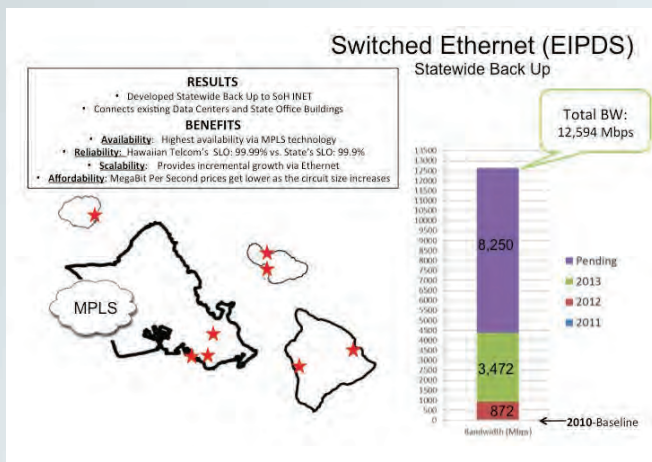 Switched Ethernet (EIPDS)
Statewide Back Up
RESULTS
• Developed Statewide Back Up to SoH INET
• Connects existing Data Centers and State Office Buildings
BENEFITS
• Availability: Highest availability via MPLS technology
• Reliability: Hawaiian Telcom's SLO: 99.99% vs. State's SLO: 99.9%
• Scalability: Provides incremental growth via Ethernet
• Affordability: MegaBit Per Second prices get lower as the circuit size increases
MPLS
Total BW:
12,594 Mbps
13500
13000
12500
12000
11500
11000
10500
10000
9500
9000
8500
8000
7500
7000
6500
6000
5500
5000
4500
4000
3500
3000
2500
2000
1500
1000
500
0
8,250
3,472
872
Pending
2013
2012
2011
2010-Baseline
Bandwidth (Mbps)